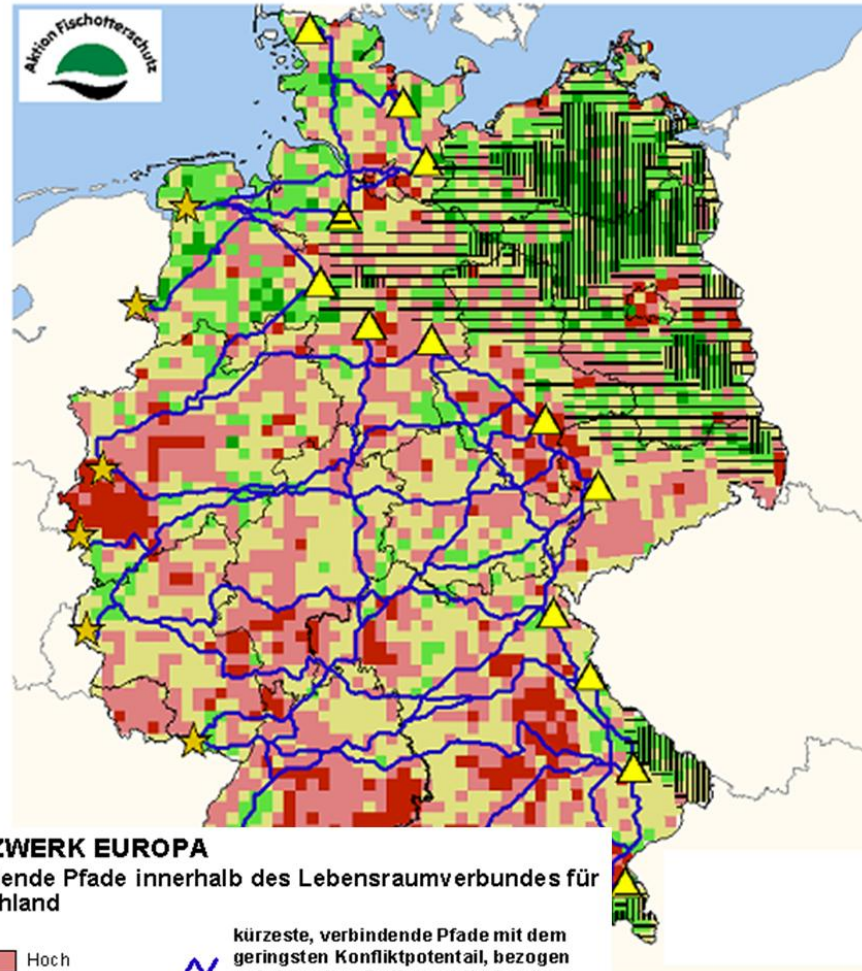 Aktion Fischotterschutz
ZWERK EUROPA
ende Pfade innerhalb des Lebensraumverbundes für
hland
Hoch
kürzeste, verbindende Pfade mit dem
geringsten Konfliktpotentail, bezogen